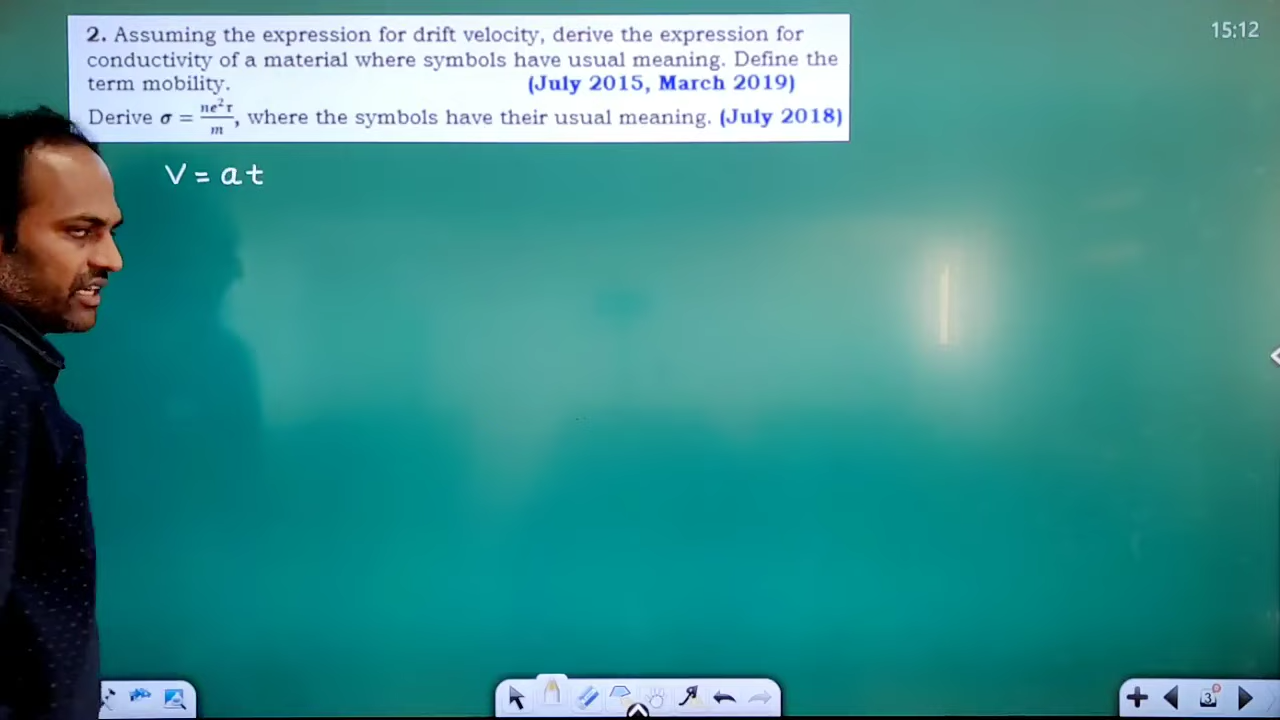 15:12
2. Assuming the expression for drift velocity, derive the expression for
conductivity of a material where symbols have usual meaning. Define the
term mobility. (July 2015, March 2019)
Derive σ = ne²τ/m, where the symbols have their usual meaning. (July 2018)
V = at
3